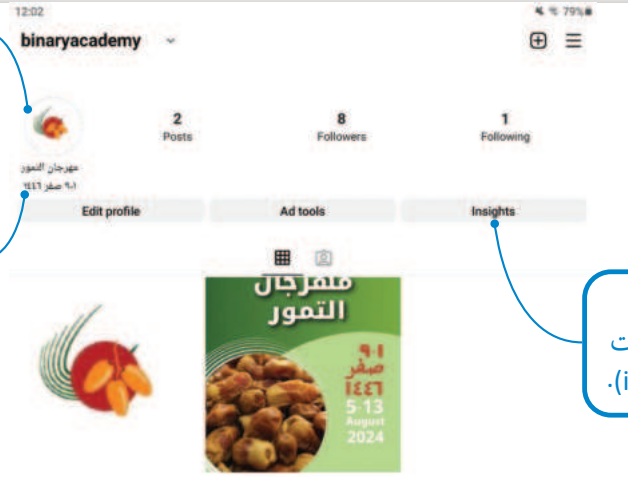 12:02
79%
binaryacademy
2
Posts
8
Followers
1
Following
مهرجان التمور
١-٩ صفر ١٤٤٦
Edit profile
Ad tools
Insights
مهرجان
التمور
١-٩
صفر
١٤٤٦
5-13
August
2024